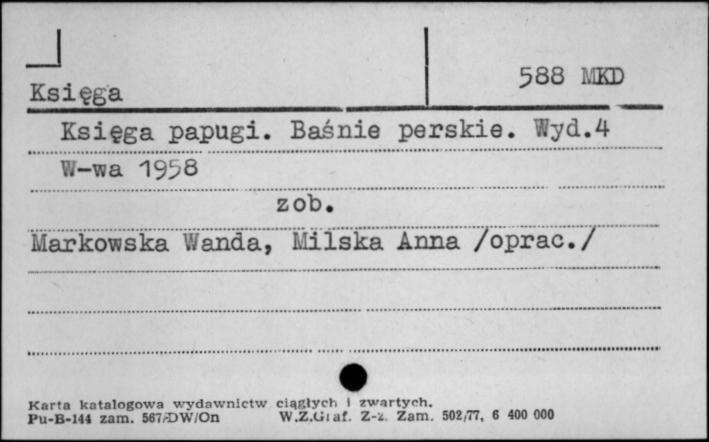 588 MKD
Księga
Księga papugi. Baśnie perskie. Wyd.4
W-wa 1958
zob.
Markowska Wanda, Milska Anna /oprac./
Karta katalogowa wydawnictw ciągłych i zwartych.
Pu-B-144 zam. 567/DW/On W.Z.Graf. Z-z. Zam. 502/77, 6 400 000